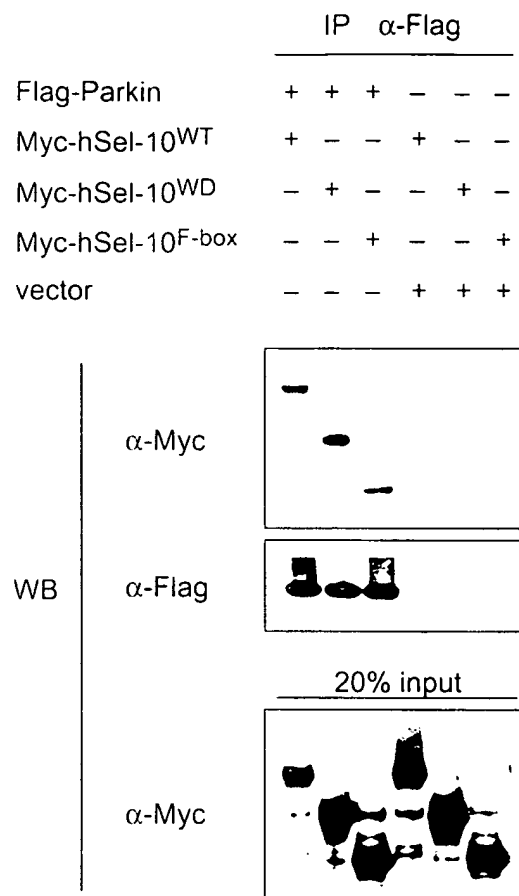 IP α-Flag
Flag-Parkin + + + – – –
Myc-hSel-10WT + – – + – –
Myc-hSel-10WD – + – – + –
Myc-hSel-10F-box – – + – – +
vector – – – + + +
α-Myc
WB α-Flag
20% input
α-Myc